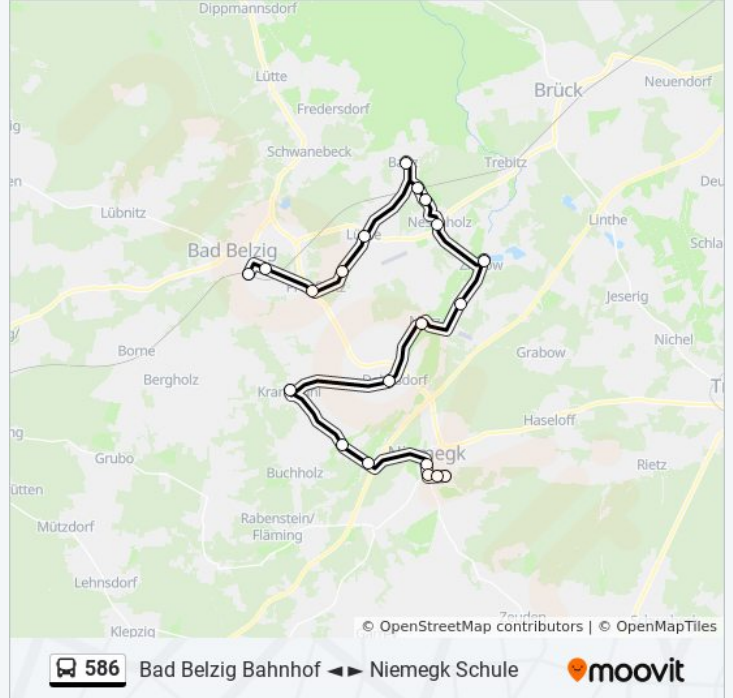 Dippmannsdorf
Lütte
Brück
Neuendorf
Fredersdorf
Schwanebeck
Trebitz
Lübnitz
Linthe
Bad Belzig
Jeserig
Nichel
Borne
Grabow
Bergholz
Haseloff
Niemegk
Grubo
Buchholz
Rietz
Rabenstein/
Fläming
Mützdorf
Lehnsdorf
Klepzig
© OpenStreetMap contributors | © OpenMapTiles
586 Bad Belzig Bahnhof ◄ ► Niemegk Schule moovit